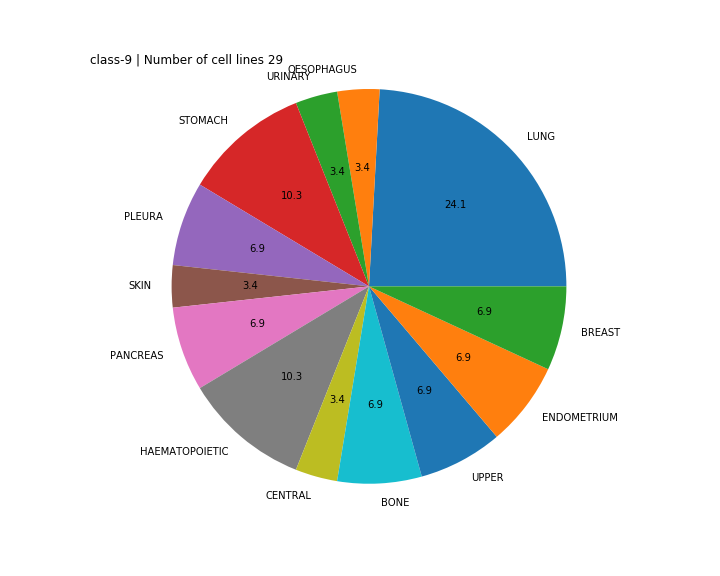 class-9 | Number of cell lines 29
OESOPHAGUS
URINARY
STOMACH
LUNG
3.4
3.4
10.3
24.1
PLEURA
6.9
SKIN
3.4
6.9
BREAST
PANCREAS
6.9
6.9
ENDOMETRIUM
10.3
3.4
6.9
6.9
HAEMATOPOIETIC
UPPER
CENTRAL
BONE